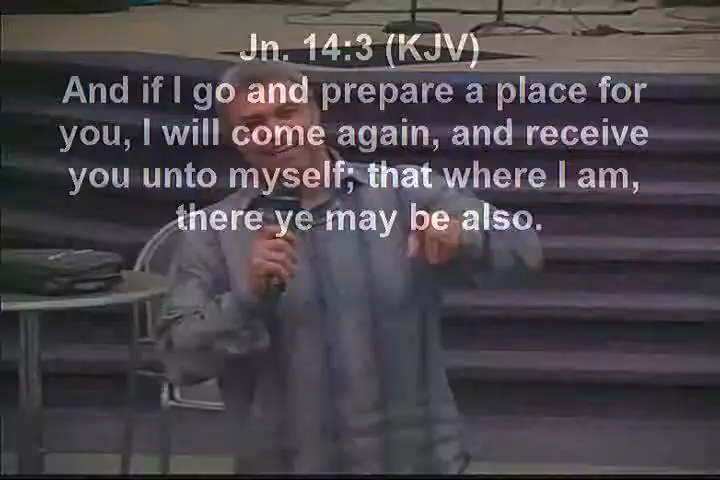 Jn. 14:3 (KJV)
And if I go and prepare a place for
you, I will come again, and receive
you unto myself; that where I am,
there ye may be also.